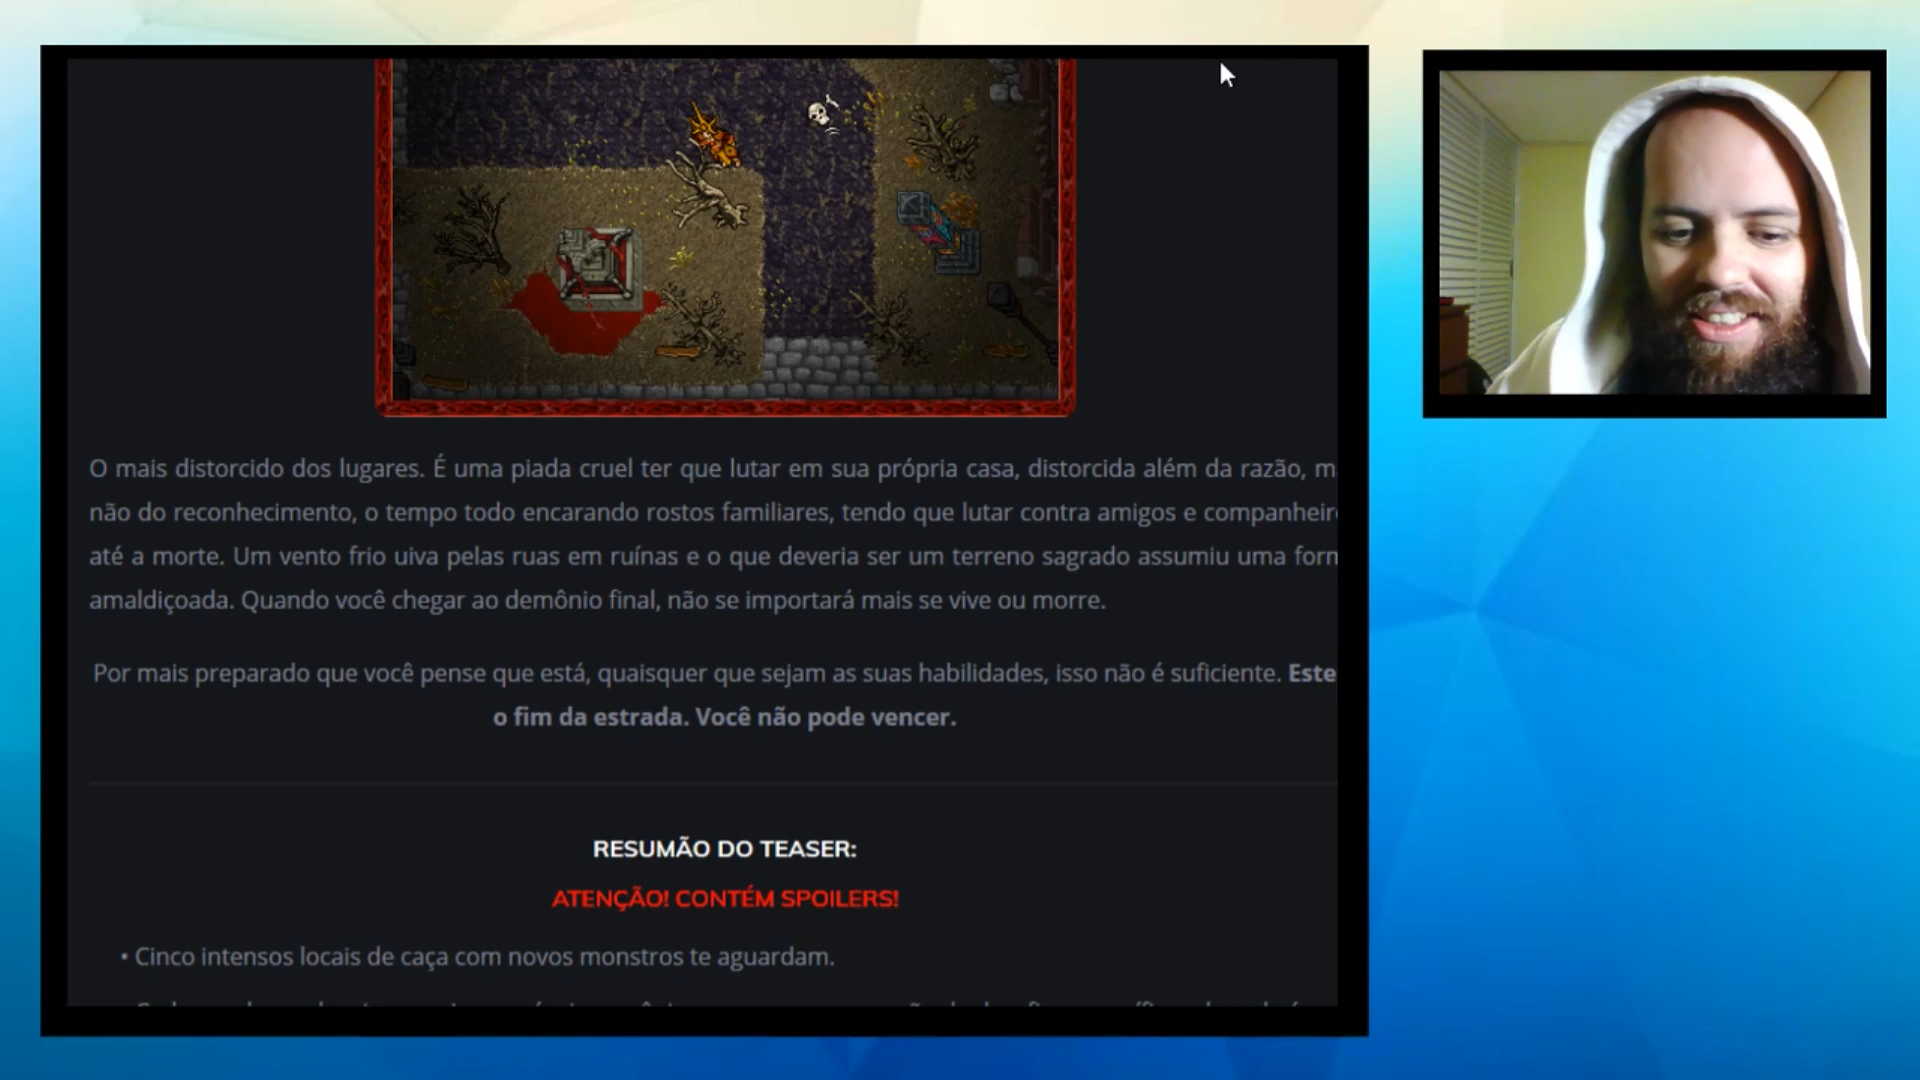 O mais distorcido dos lugares. É uma piada cruel ter que lutar em sua própria casa, distorcida além da razão,
não do reconhecimento, o tempo todo encarando rostos familiares, tendo que lutar contra amigos e
até a morte. Um vento frio uiva pelas ruas em ruínas e o que deveria ser um terreno sagrado assumiu uma
amaldiçoada. Quando você chegar ao demônio final, não se importará mais se vive ou morre.
Por mais preparado que você pense que está, quaisquer que sejam as suas habilidades, isso não é suficiente. Este
o fim da estrada. Você não pode vencer.
RESUMÃO DO TEASER:
ATENÇÃO! CONTÉM SPOILERS!
• Cinco intensos locais de caça com novos monstros te aguardam.